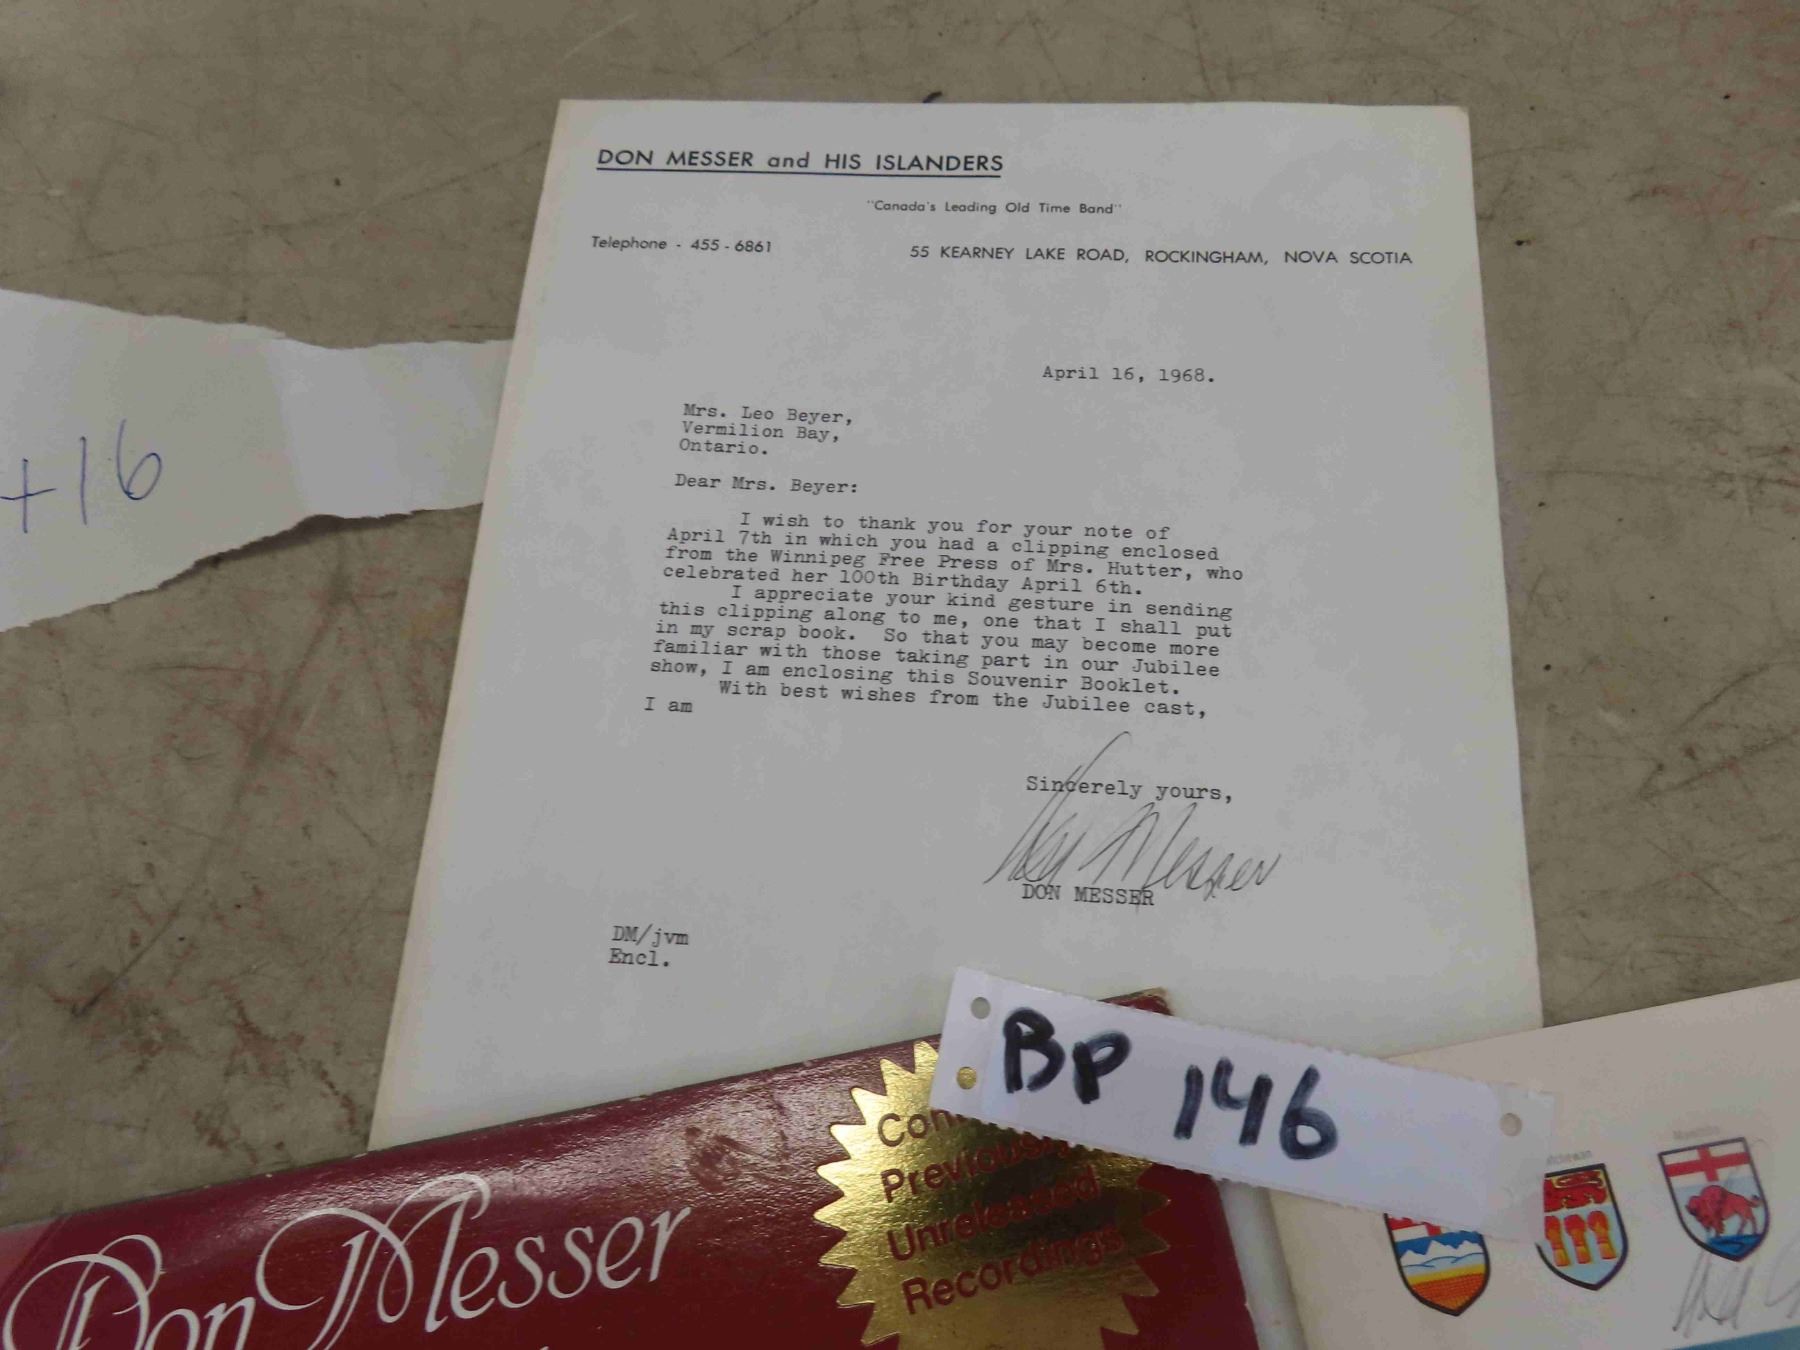 DON MESSER and HIS ISLANDERS
"Canada's Leading Old Time Band"
Telephone - 455-6861
55 KEARNEY LAKE ROAD, ROCKINGHAM, NOVA SCOTIA
April 16, 1968.
Mrs. Leo Beyer,
Vermilion Bay,
Ontario.
Dear Mrs. Beyer:
I wish to thank you for your note of
April 7th in which you had a clipping enclosed
from the Winnipeg Free Press of Mrs. Hutter, who
celebrated her 100th Birthday April 6th.
I appreciate your kind gesture in sending
this clipping along to me, one that I shall put
in my scrap book. So that you may become more
familiar with those taking part in our Jubilee
show, I am enclosing this Souvenir Booklet.
With best wishes from the Jubilee cast,
I am
Sincerely yours,
Don Messer
DON MESSER
DM/jvm
Encl.
+16
BP 146
Con
Previously
Unreleased
Recordings
Don Messer
Manitoba